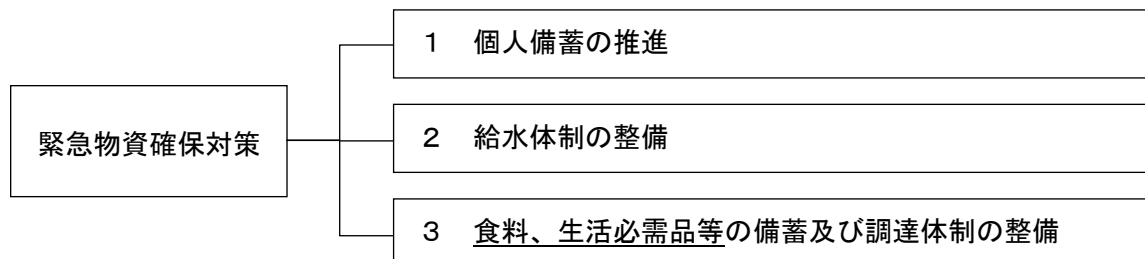 緊急物資確保対策
１　個人備蓄の推進
２　給水体制の整備
３　食料、生活必需品等の備蓄及び調達体制の整備